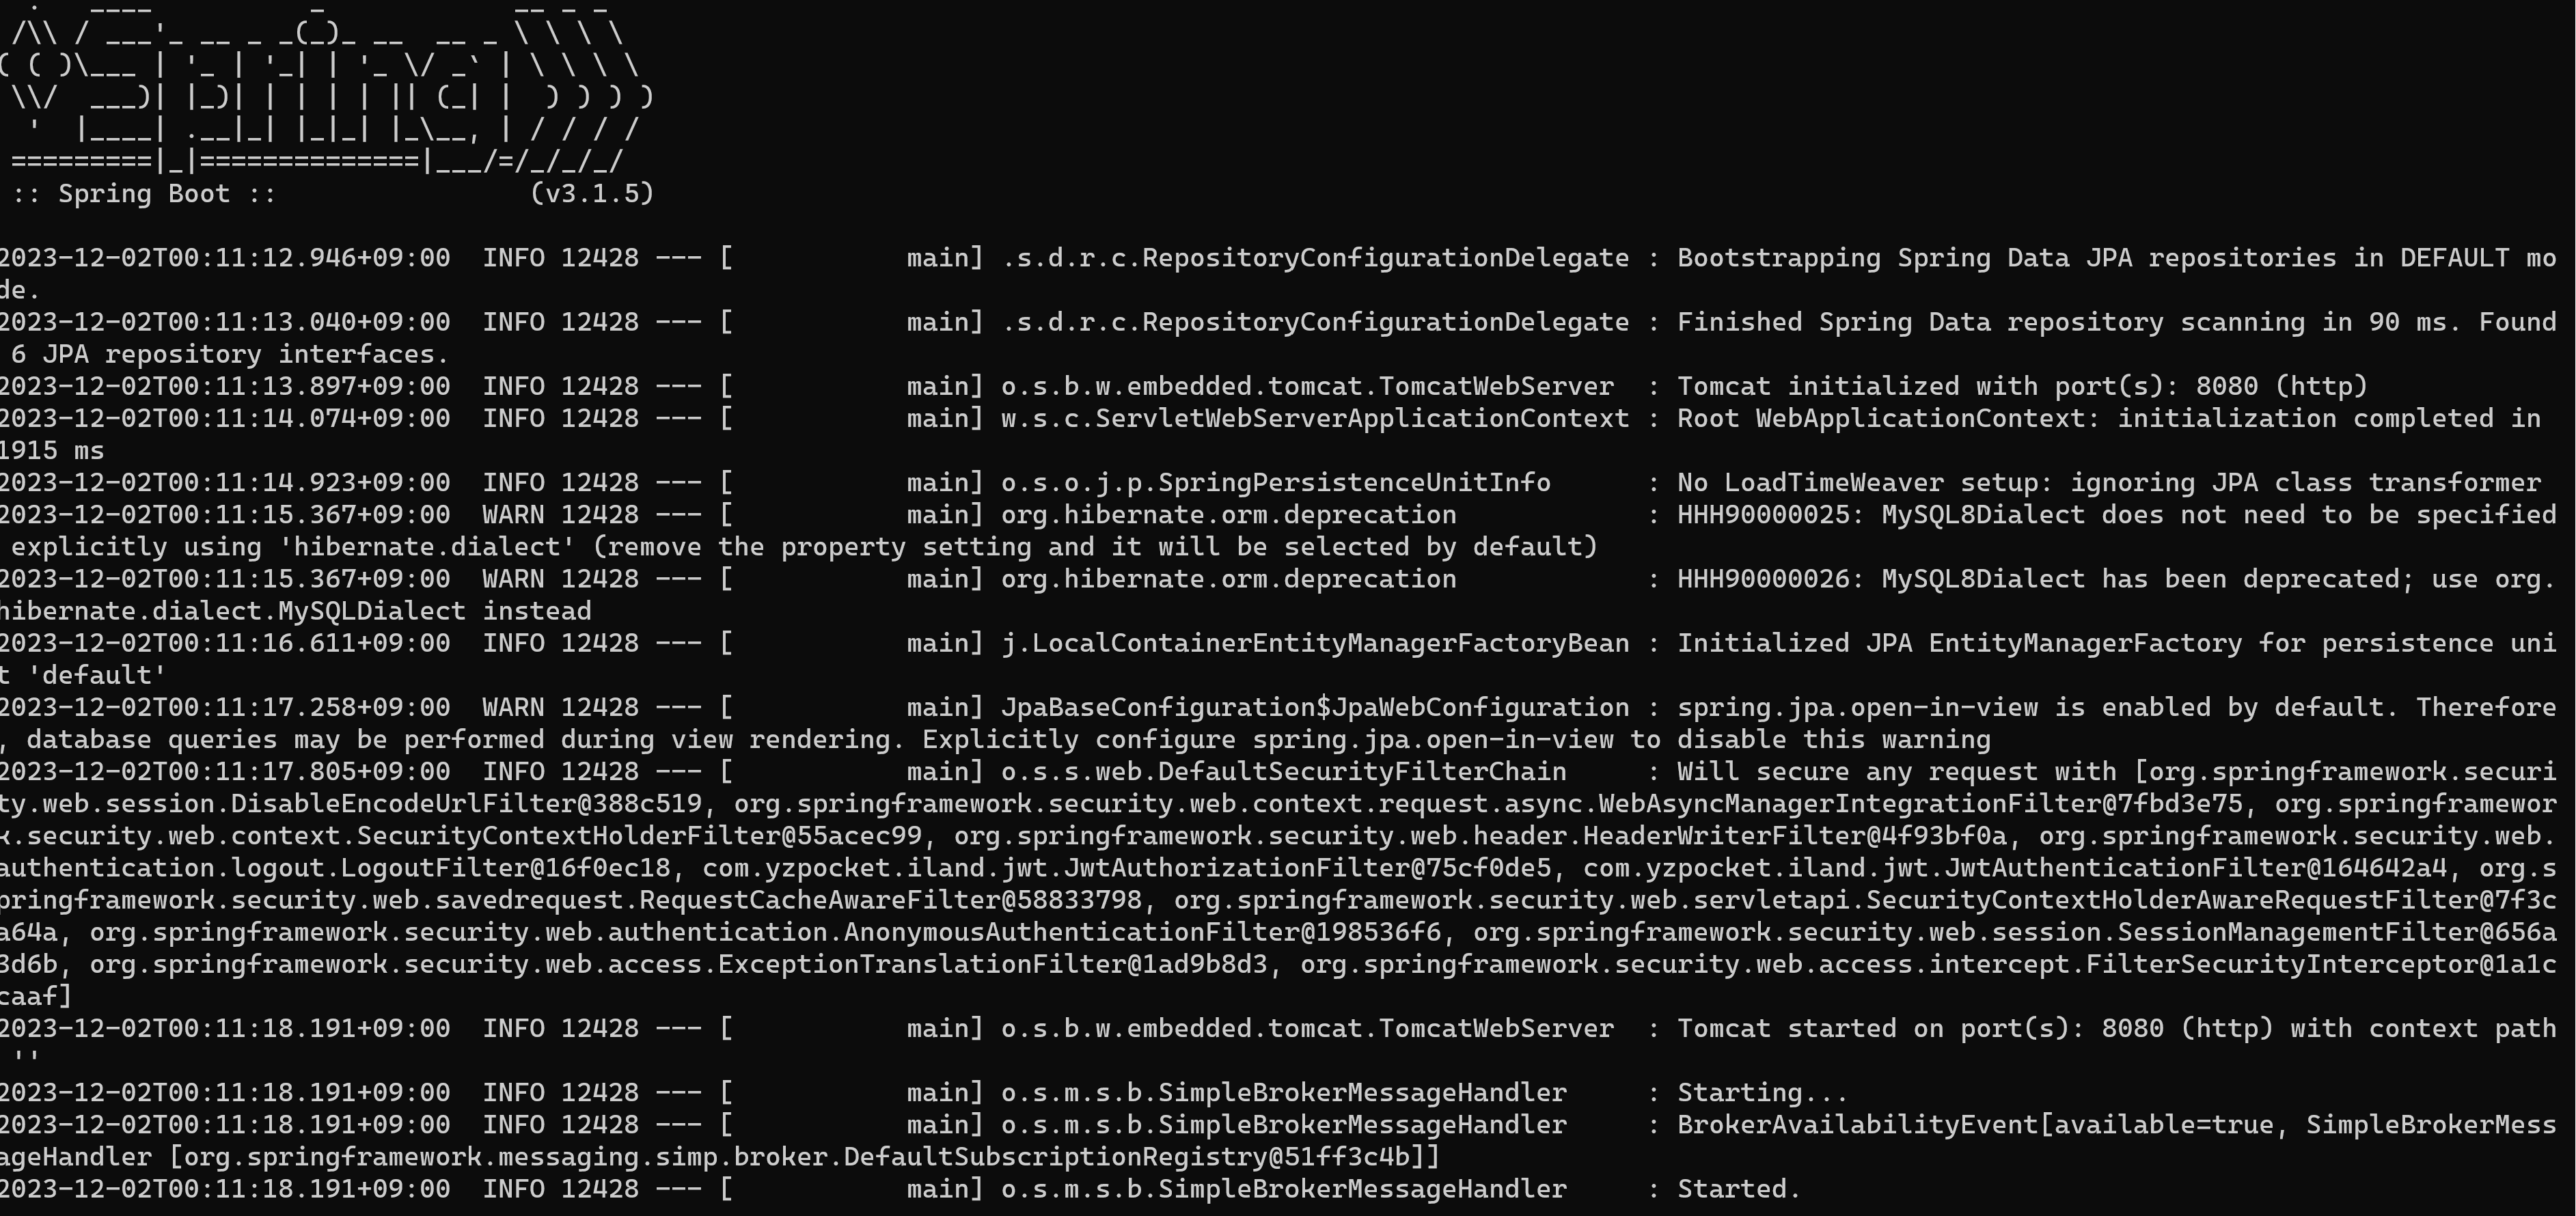 .   ____          _            __ _ _
 /\\ / ___'_ __ _ _(_)_ __  __ _ \ \ \ \
( ( )\___ | '_ | '_| | '_ \/ _` | \ \ \ \
 \\/  ___)| |_)| | | | | || (_| |  ) ) ) )
  '  |____| .__|_| |_|_| |_\__, | / / / /
 =========|_|==============|___/=/_/_/_/
 :: Spring Boot ::                (v3.1.5)
2023-12-02T00:11:12.946+09:00  INFO 12428 --- [           main] .s.d.r.c.RepositoryConfigurationDelegate : Bootstrapping Spring Data JPA repositories in DEFAULT mo
de.
2023-12-02T00:11:13.040+09:00  INFO 12428 --- [           main] .s.d.r.c.RepositoryConfigurationDelegate : Finished Spring Data repository scanning in 90 ms. Found
 6 JPA repository interfaces.
2023-12-02T00:11:13.897+09:00  INFO 12428 --- [           main] o.s.b.w.embedded.tomcat.TomcatWebServer  : Tomcat initialized with port(s): 8080 (http)
2023-12-02T00:11:14.074+09:00  INFO 12428 --- [           main] w.s.c.ServletWebServerApplicationContext : Root WebApplicationContext: initialization completed in
1915 ms
2023-12-02T00:11:14.923+09:00  INFO 12428 --- [           main] o.s.o.j.p.SpringPersistenceUnitInfo      : No LoadTimeWeaver setup: ignoring JPA class transformer
2023-12-02T00:11:15.367+09:00  WARN 12428 --- [           main] org.hibernate.orm.deprecation            : HHH90000025: MySQL8Dialect does not need to be specified
 explicitly using 'hibernate.dialect' (remove the property setting and it will be selected by default)
2023-12-02T00:11:15.367+09:00  WARN 12428 --- [           main] org.hibernate.orm.deprecation            : HHH90000026: MySQL8Dialect has been deprecated; use org.
hibernate.dialect.MySQLDialect instead
2023-12-02T00:11:16.611+09:00  INFO 12428 --- [           main] j.LocalContainerEntityManagerFactoryBean : Initialized JPA EntityManagerFactory for persistence uni
t 'default'
2023-12-02T00:11:17.258+09:00  WARN 12428 --- [           main] JpaBaseConfiguration$JpaWebConfiguration : spring.jpa.open-in-view is enabled by default. Therefore
, database queries may be performed during view rendering. Explicitly configure spring.jpa.open-in-view to disable this warning
2023-12-02T00:11:17.805+09:00  INFO 12428 --- [           main] o.s.s.web.DefaultSecurityFilterChain     : Will secure any request with [org.springframework.securi
ty.web.session.DisableEncodeUrlFilter@388c519, org.springframework.security.web.context.request.async.WebAsyncManagerIntegrationFilter@7fbd3e75, org.springframewor
k.security.web.context.SecurityContextHolderFilter@55acec99, org.springframework.security.web.header.HeaderWriterFilter@4f93bf0a, org.springframework.security.web.
authentication.logout.LogoutFilter@16f0ec18, com.yzpocket.iland.jwt.JwtAuthorizationFilter@75cf0de5, com.yzpocket.iland.jwt.JwtAuthenticationFilter@164642a4, org.s
pringframework.security.web.savedrequest.RequestCacheAwareFilter@58833798, org.springframework.security.web.servletapi.SecurityContextHolderAwareRequestFilter@7f3c
a64a, org.springframework.security.web.authentication.AnonymousAuthenticationFilter@198536f6, org.springframework.security.web.session.SessionManagementFilter@656a
3d6b, org.springframework.security.web.access.ExceptionTranslationFilter@1ad9b8d3, org.springframework.security.web.access.intercept.FilterSecurityInterceptor@1a1c
caaf]
2023-12-02T00:11:18.191+09:00  INFO 12428 --- [           main] o.s.b.w.embedded.tomcat.TomcatWebServer  : Tomcat started on port(s): 8080 (http) with context path
 ''
2023-12-02T00:11:18.191+09:00  INFO 12428 --- [           main] o.s.m.s.b.SimpleBrokerMessageHandler     : Starting...
2023-12-02T00:11:18.191+09:00  INFO 12428 --- [           main] o.s.m.s.b.SimpleBrokerMessageHandler     : BrokerAvailabilityEvent[available=true, SimpleBrokerMess
ageHandler [org.springframework.messaging.simp.broker.DefaultSubscriptionRegistry@51ff3c4b]]
2023-12-02T00:11:18.191+09:00  INFO 12428 --- [           main] o.s.m.s.b.SimpleBrokerMessageHandler     : Started.